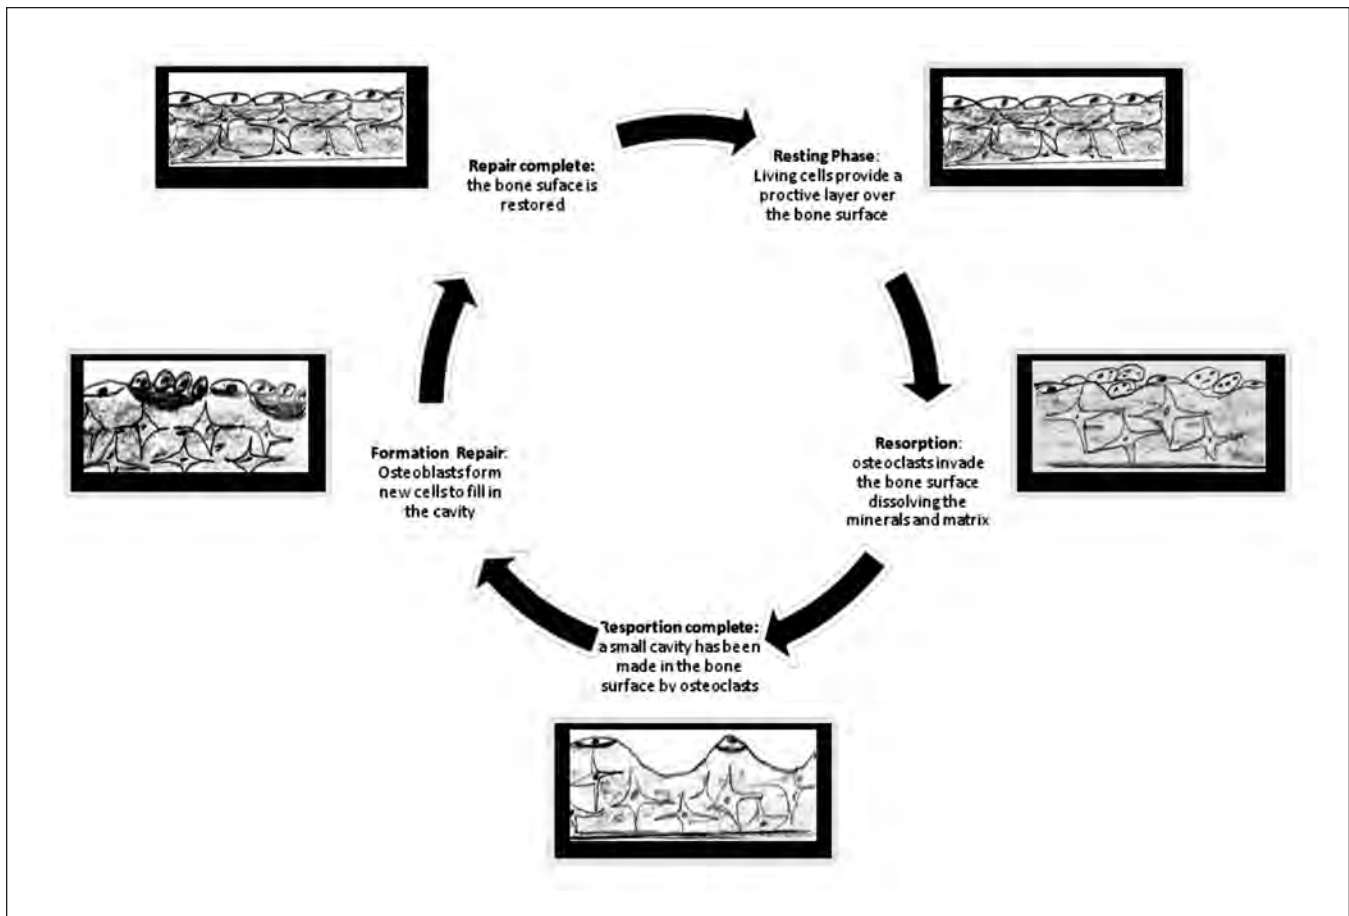 Repair complete:
the bone suface is
restored
Resting Phase:
Living cells provide a
proctive layer over
the bone surface
Resorption:
osteoclasts invade
the bone surface
dissolving the
minerals and matrix
Resportion complete:
a small cavity has been
made in the bone
surface by osteoclasts
Formation Repair:
Osteoblasts form
new cells to fill in
the cavity